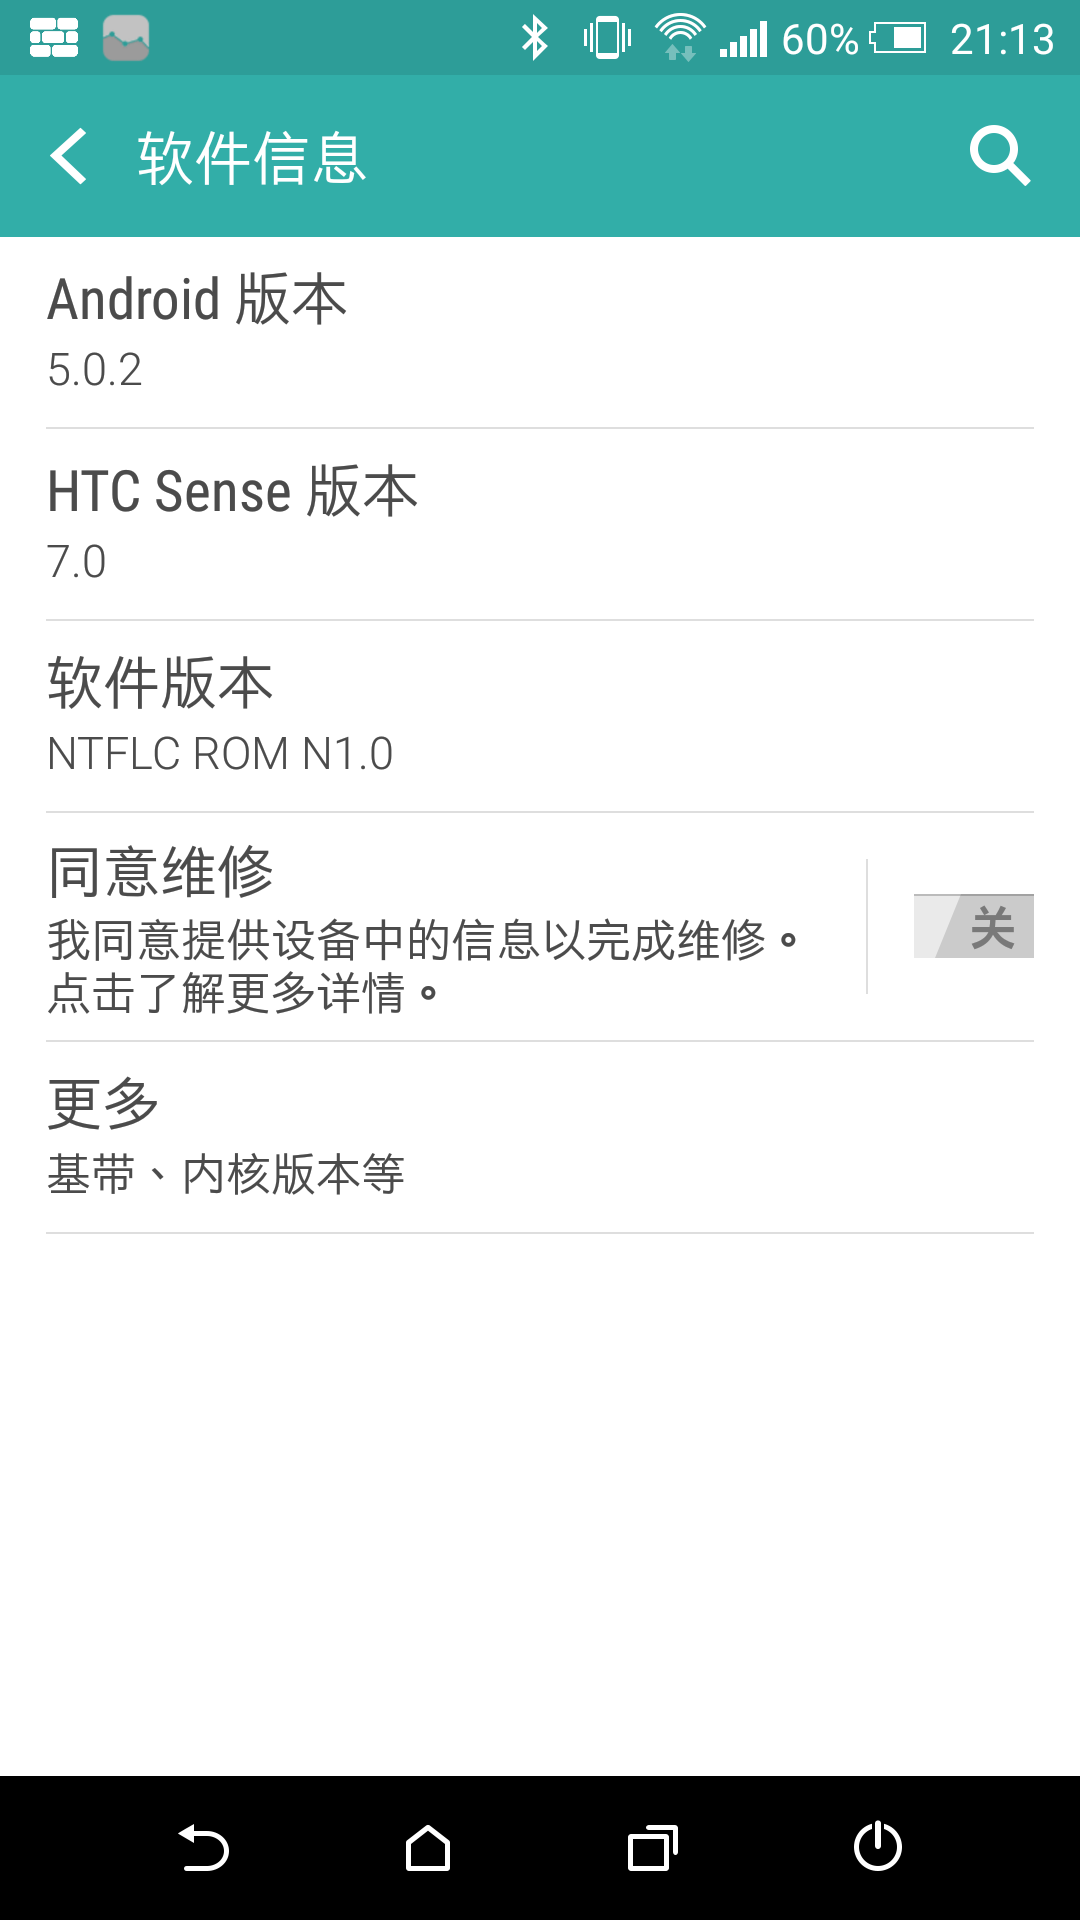 60% 21:13
软件信息
Android 版本
5.0.2
HTC Sense 版本
7.0
软件版本
NTFLC ROM N1.0
同意维修
我同意提供设备中的信息以完成维修。
关
点击了解更多详情。
更多
基带、内核版本等